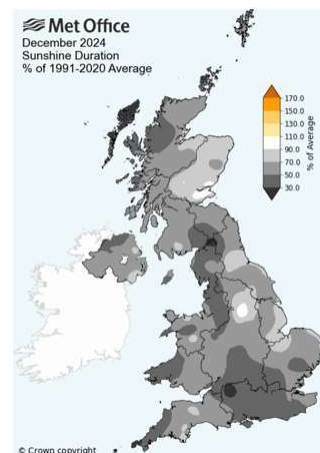 Met Office
December 2024
Sunshine Duration
% of 1991-2020 Average
170.0
150.0
130.0
110.0
90.0
70.0
50.0
30.0
% of Average
© Crown copyright